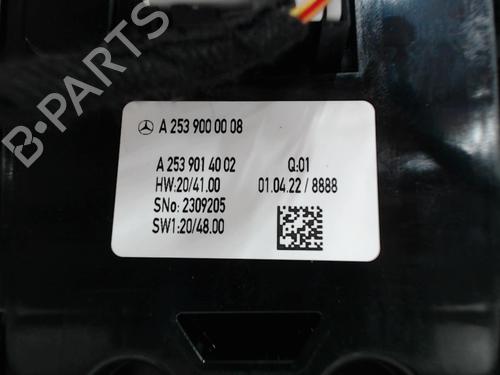 A 253 900 00 08
A 253 901 40 02 Q:01
HW:20/41.00 01.04.22 / 8888
SNo: 2309205
SW1:20/48.00
B-PARTS